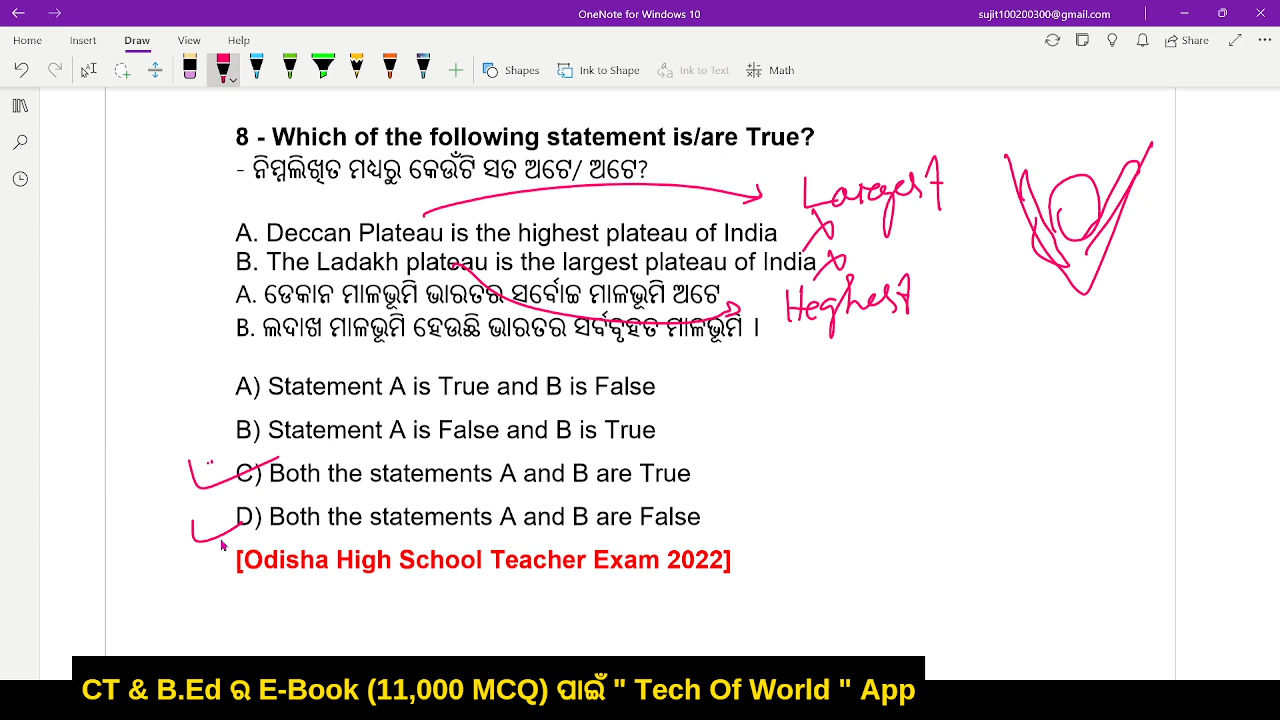 OneNote for Windows 10
sujit100200300@gmail.com
Home Insert Draw View Help
Share
Shapes Ink to Shape Ink to Text Math
8 - Which of the following statement is/are True?
- ନିମ୍ନଲିଖିତ ମଧ୍ୟରୁ କେଉଁଟି ସତ ଅଟେ/ ଅଟେ?
Largest
A. Deccan Plateau is the highest plateau of India
B. The Ladakh plateau is the largest plateau of India
A. ଡେକାନ ମାଳଭୂମି ଭାରତର ସର୍ବୋଚ୍ଚ ମାଳଭୂମି ଅଟେ
Heghest
B. ଲଦାଖ ମାଳଭୂମି ହେଉଛି ଭାରତର ସର୍ବବୃହତ ମାଳଭୂମି ।
A) Statement A is True and B is False
B) Statement A is False and B is True
C) Both the statements A and B are True
D) Both the statements A and B are False
[Odisha High School Teacher Exam 2022]
CT & B.Ed ର E-Book (11,000 MCQ) ପାଇଁ " Tech Of World " App